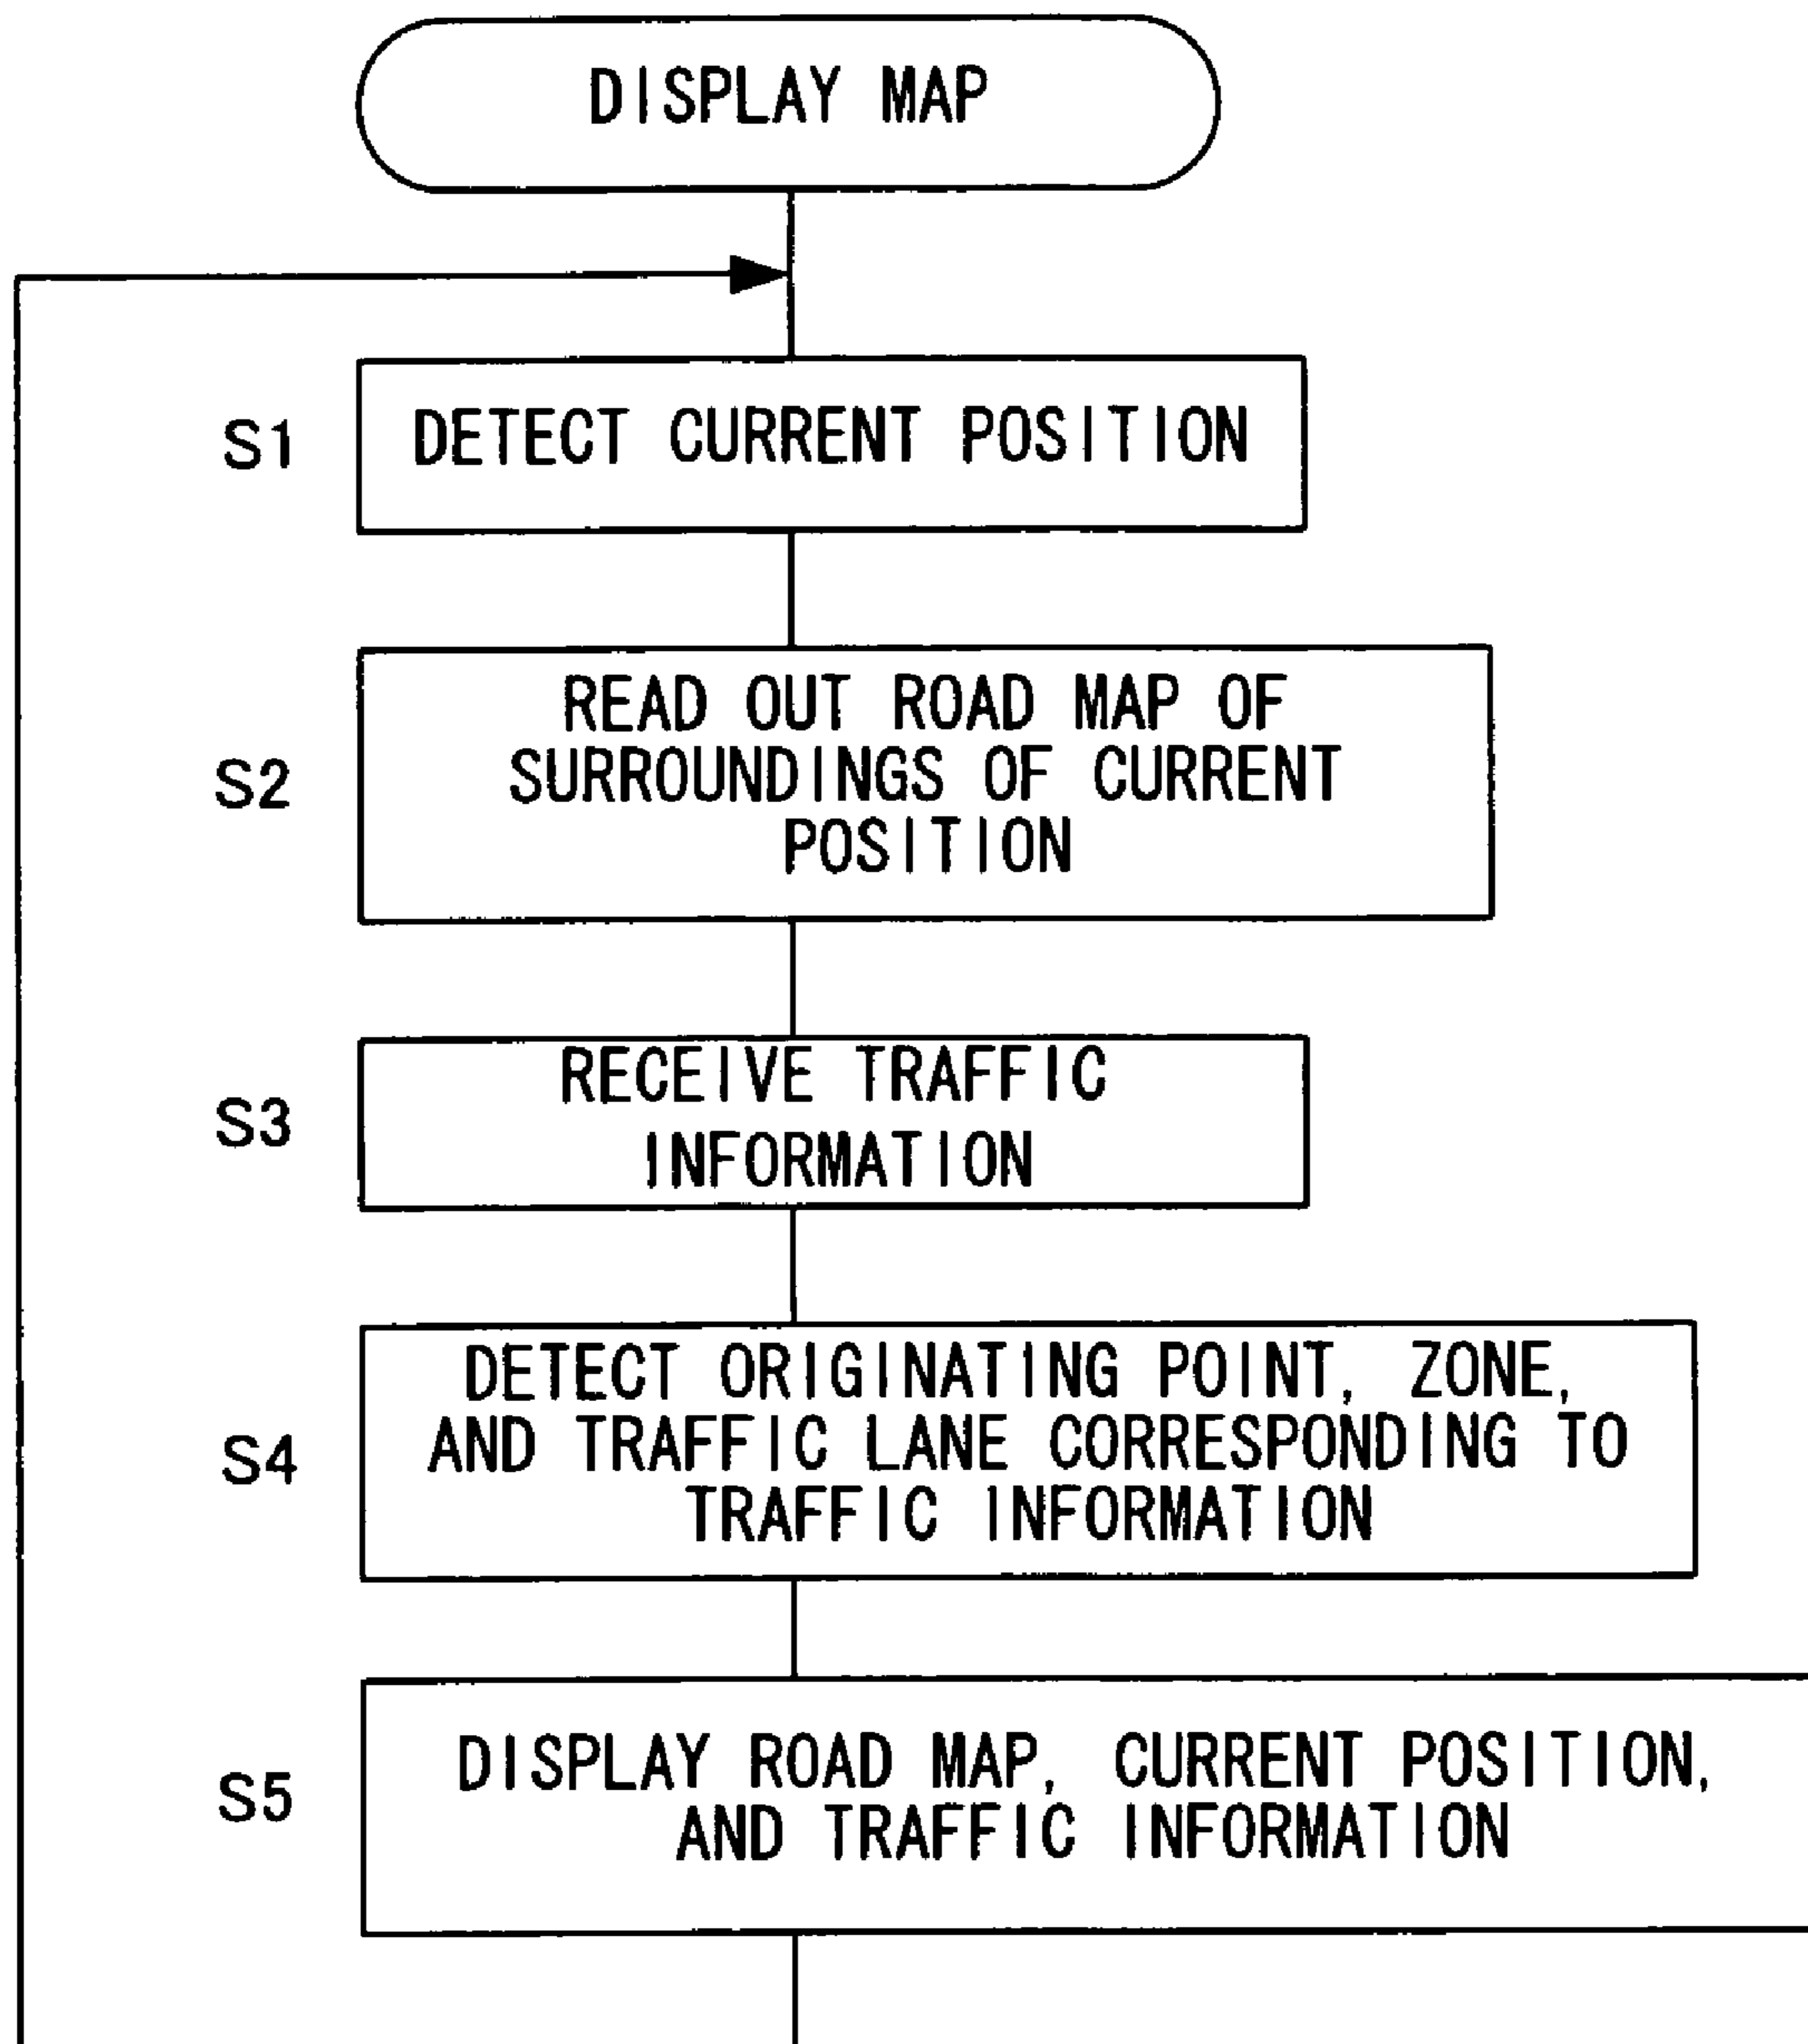 DISPLAY MAP
S1
DETECT CURRENT POSITION
S2
READ OUT ROAD MAP OF
SURROUNDINGS OF CURRENT
POSITION
S3
RECEIVE TRAFFIC
INFORMATION
S4
DETECT ORIGINATING POINT, ZONE,
AND TRAFFIC LANE CORRESPONDING TO
TRAFFIC INFORMATION
S5
DISPLAY ROAD MAP, CURRENT POSITION,
AND TRAFFIC INFORMATION